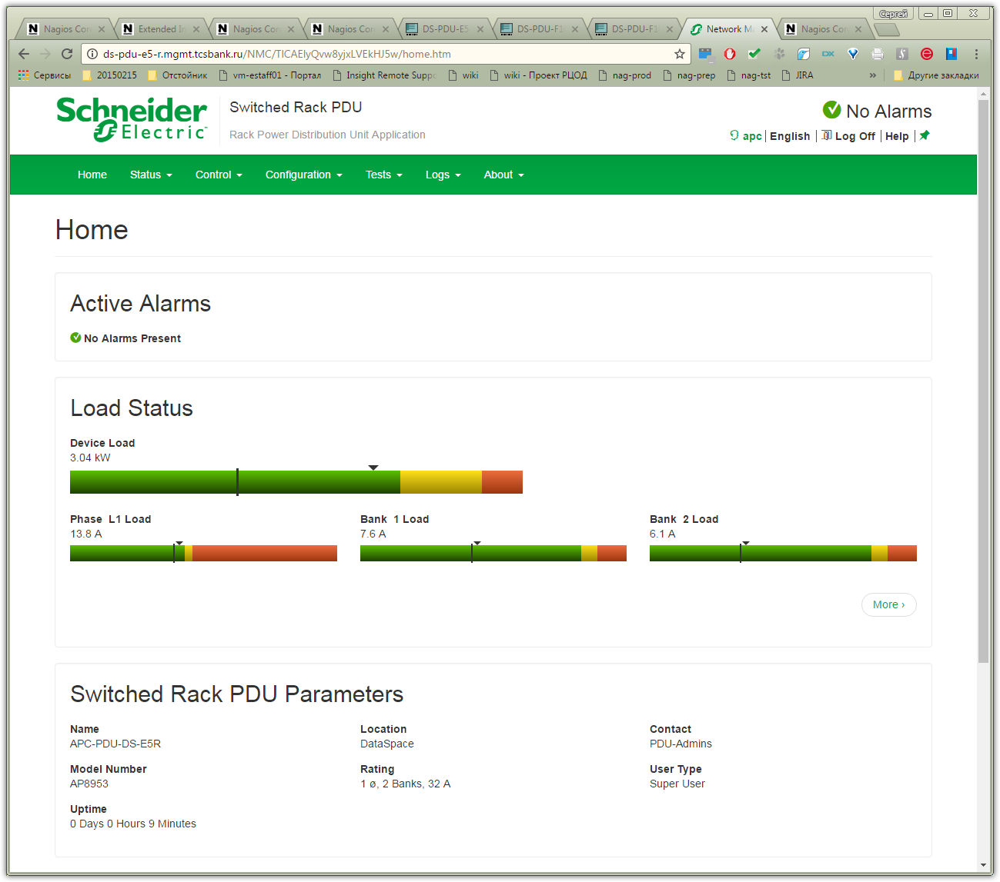 Сергей
Nagios Cor
Extended In
Nagios Cor
Nagios Cor
DS-PDU-E5
DS-PDU-F1
DS-PDU-F1
Network M
Nagios Cor
ds-pdu-e5-r.mgmt.tcsbank.ru/NMC/TICAEIyQvw8yjxLVEkHJ5w/home.htm
Сервисы 20150215 Отстойник vm-estaff01 - Портал Insight Remote Suppo wiki wiki - Проект РЦОД nag-prod nag-prep nag-tst JIRA » Другие закладки
Schneider Electric
Switched Rack PDU
Rack Power Distribution Unit Application
No Alarms
apc | English | Log Off | Help |
Home Status Control Configuration Tests Logs About
Home
Active Alarms
No Alarms Present
Load Status
Device Load
3.04 kW
Phase L1 Load
13.8 A
Bank 1 Load
7.6 A
Bank 2 Load
6.1 A
More ›
Switched Rack PDU Parameters
Name
APC-PDU-DS-E5R
Location
DataSpace
Contact
PDU-Admins
Model Number
AP8953
Rating
1 ø, 2 Banks, 32 A
User Type
Super User
Uptime
0 Days 0 Hours 9 Minutes